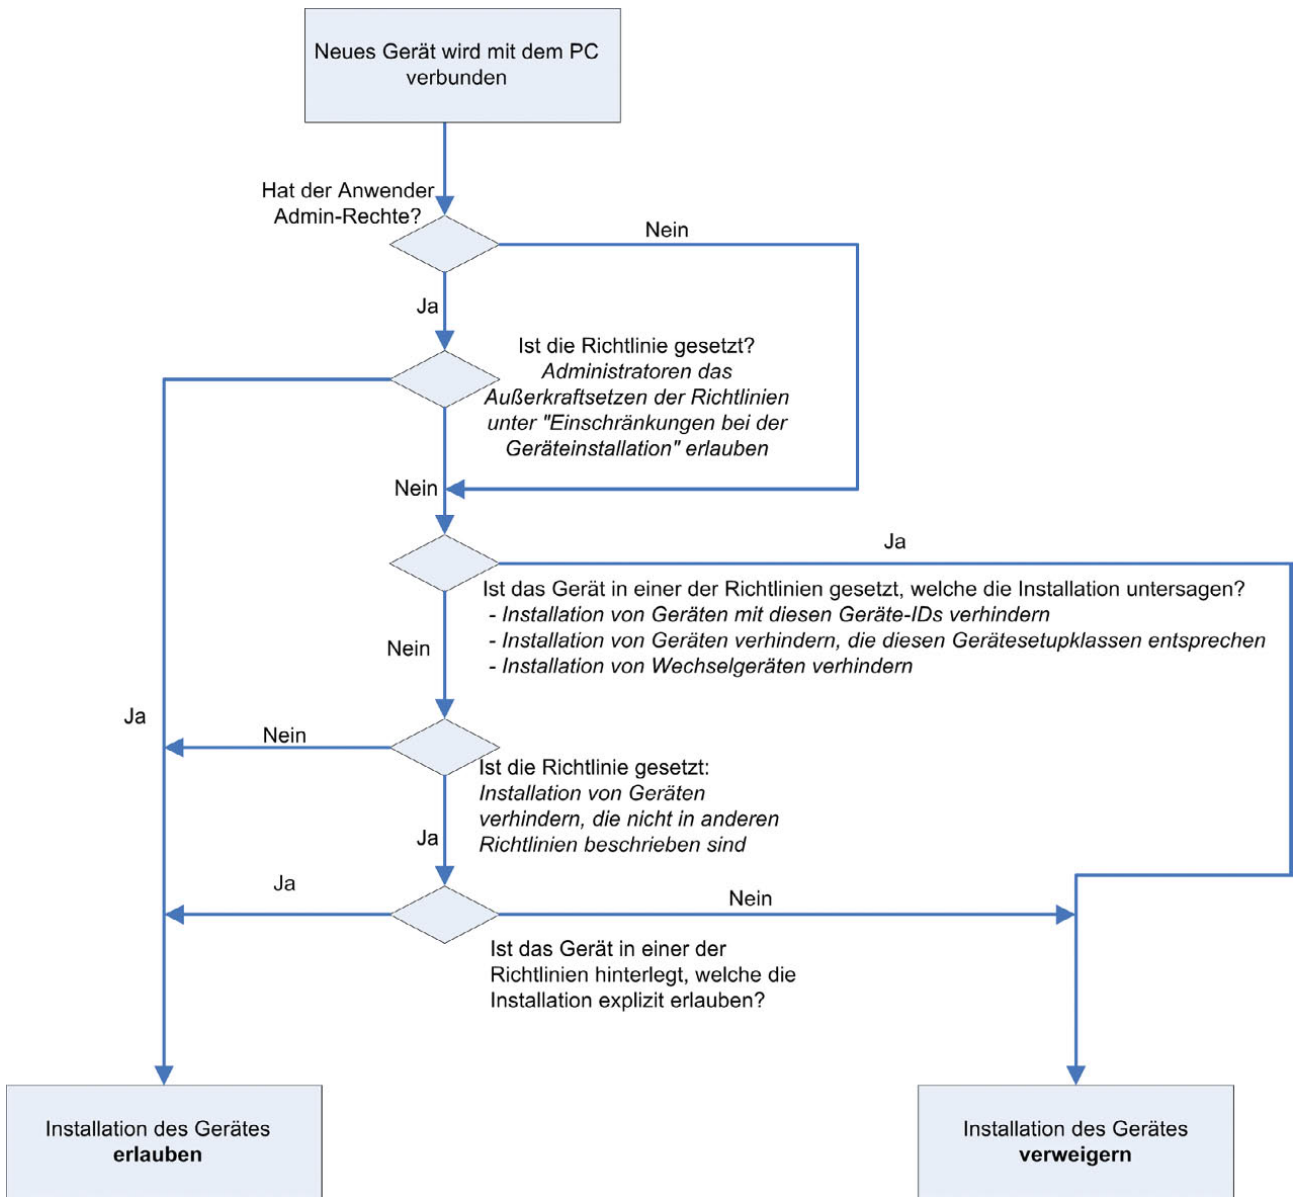 Neues Gerät wird mit dem PC
verbunden
Hat der Anwender
Admin-Rechte?
Nein
Ja
Ist die Richtlinie gesetzt?
Administratoren das
Außerkraftsetzen der Richtlinien
unter "Einschränkungen bei der
Geräteinstallation" erlauben
Nein
Ja
Ist das Gerät in einer der Richtlinien gesetzt, welche die Installation untersagen?
- Installation von Geräten mit diesen Geräte-IDs verhindern
- Installation von Geräten verhindern, die diesen Gerätesetupklassen entsprechen
- Installation von Wechselgeräten verhindern
Nein
Ja
Nein
Ist die Richtlinie gesetzt:
Installation von Geräten
verhindern, die nicht in anderen
Richtlinien beschrieben sind
Ja
Ja
Nein
Ist das Gerät in einer der
Richtlinien hinterlegt, welche die
Installation explizit erlauben?
Installation des Gerätes
erlauben
Installation des Gerätes
verweigern